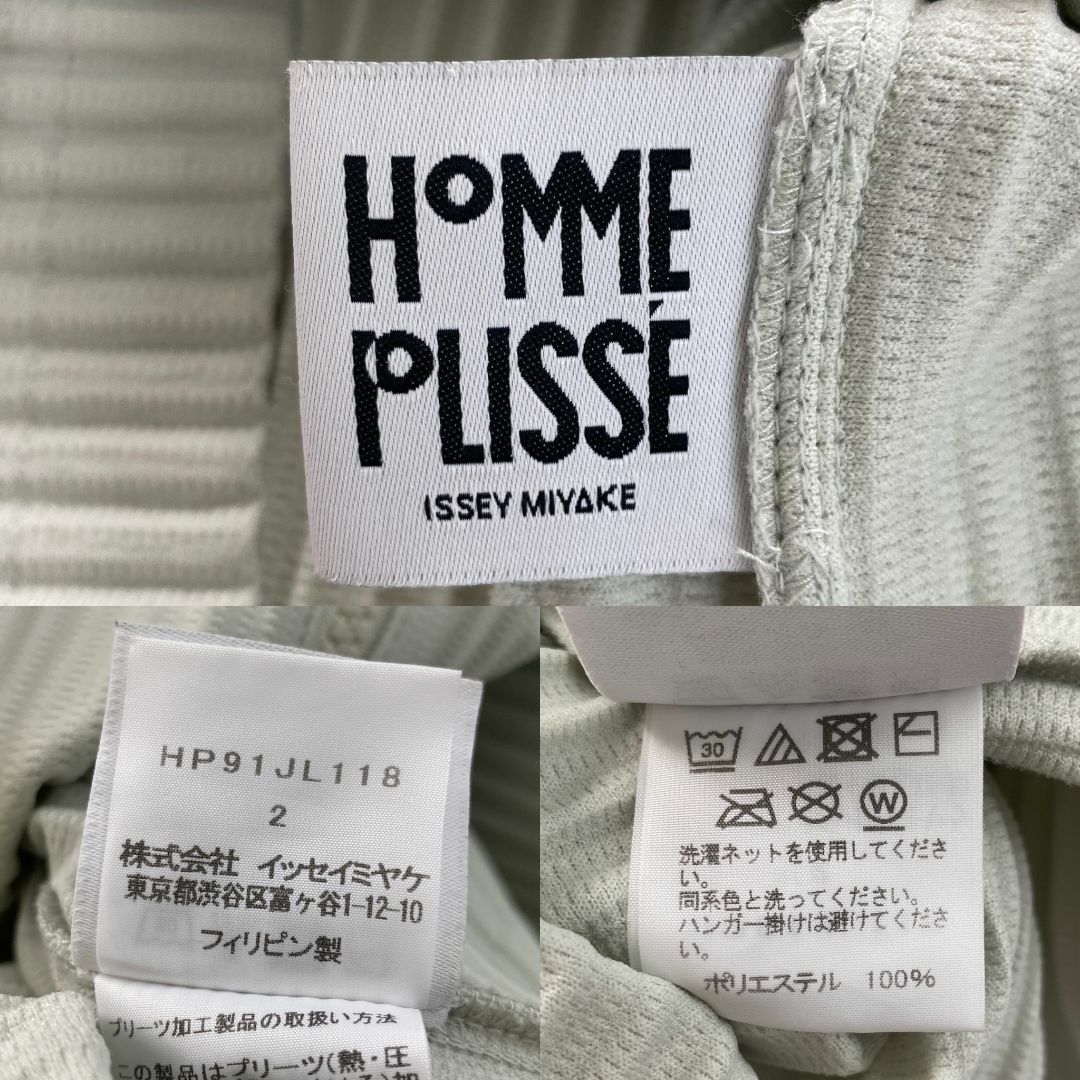 HOMME
PLISSÉ
ISSEY MIYAKE
HP91JL118
2
株式会社 イッセイミヤケ
東京都渋谷区富ヶ谷1-12-10
フィリピン製
プリーツ加工製品の取扱い方法
この製品はプリーツ(熱・圧
30
W
洗濯ネットを使用してくださ
い。
同系色と洗ってください。
ハンガー掛けは避けてくださ
い。
ポリエステル 100%